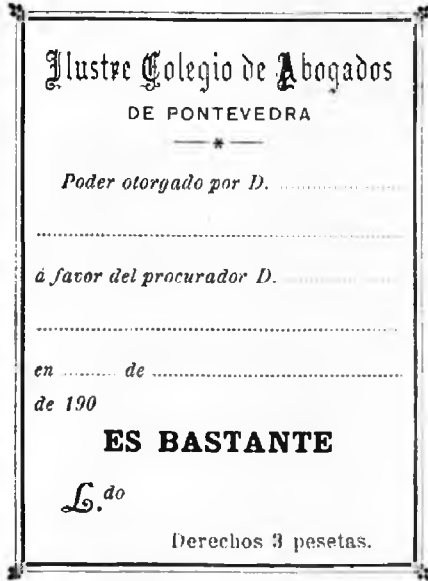 Ilustre Colegio de Abogados
DE PONTEVEDRA
Poder otorgado por D. ....................
................................................
á favor del procurador D. ....................
................................................
en .......... de ........................................
de 190
ES BASTANTE
L.do
Derechos 3 pesetas.